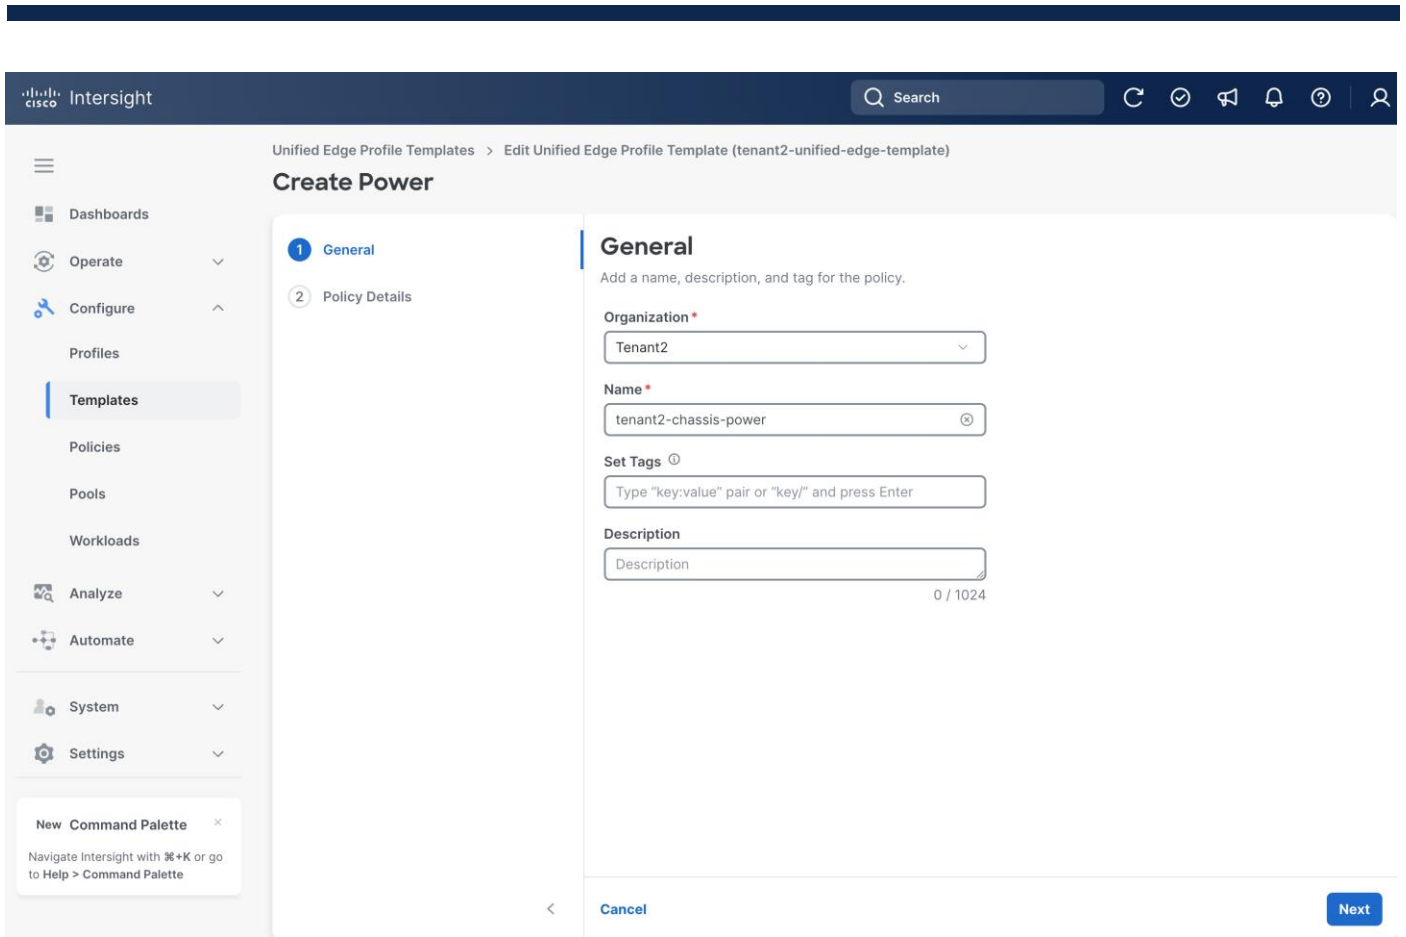 cisco Intersight
Search
Unified Edge Profile Templates > Edit Unified Edge Profile Template (tenant2-unified-edge-template)
Create Power
Dashboards
Operate
Configure
Profiles
Templates
Policies
Pools
Workloads
Analyze
Automate
System
Settings
New Command Palette ×
Navigate Intersight with ⌘+K or go
to Help > Command Palette
1 General
2 Policy Details
General
Add a name, description, and tag for the policy.
Organization *
Tenant2
Name *
tenant2-chassis-power
Set Tags
Type "key:value" pair or "key/" and press Enter
Description
Description
0 / 1024
Cancel
Next